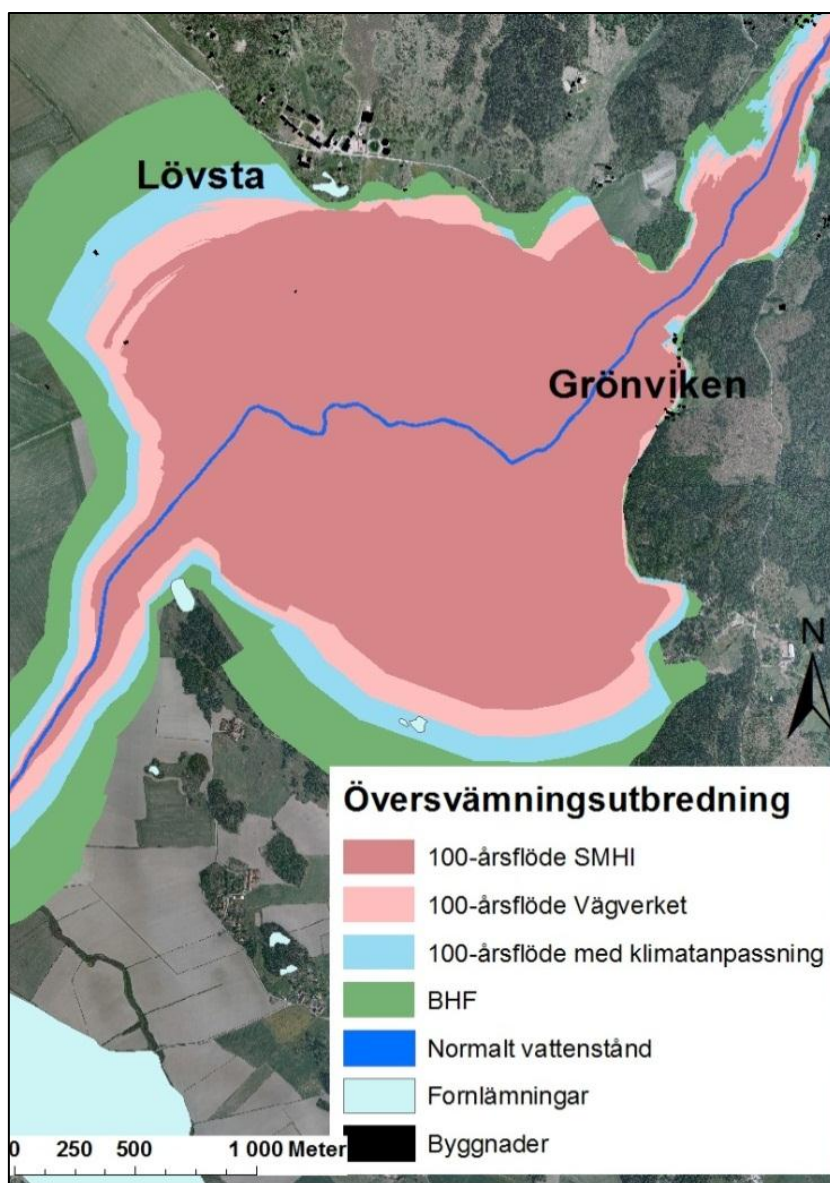 Lövsta
Grönviken
N
Översvämningsutbredning
100-årsflöde SMHI
100-årsflöde Vägverket
100-årsflöde med klimatanpassning
BHF
Normalt vattenstånd
Fornlämningar
Byggnader
0 250 500 1 000 Meter